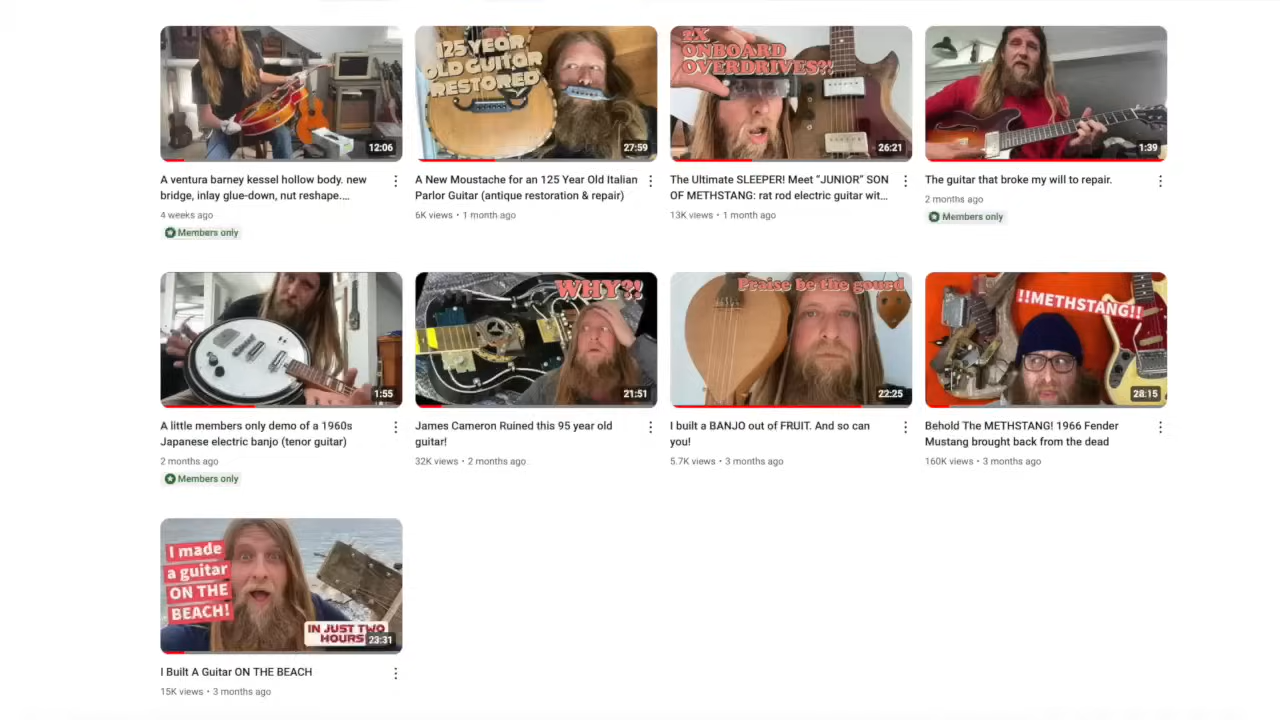 125 YEAR
OLD GUITAR
RESTORED
2X
ONBOARD
OVERDRIVES?!
12:06
27:59
26:21
1:39
A ventura barney kessel hollow body. new
bridge, inlay glue-down, nut reshape....
4 weeks ago
Members only
A New Moustache for an 125 Year Old Italian
Parlor Guitar (antique restoration & repair)
6K views • 1 month ago
The Ultimate SLEEPER! Meet “JUNIOR” SON
OF METHSTANG: rat rod electric guitar wit...
13K views • 1 month ago
The guitar that broke my will to repair.
2 months ago
Members only
WHY?!
Praise be the gourd
!!METHSTANG!!
1:55
21:51
22:25
28:15
A little members only demo of a 1960s
Japanese electric banjo (tenor guitar)
2 months ago
Members only
James Cameron Ruined this 95 year old
guitar!
32K views • 2 months ago
I built a BANJO out of FRUIT. And so can
you!
5.7K views • 3 months ago
Behold The METHSTANG! 1966 Fender
Mustang brought back from the dead
160K views • 3 months ago
I made
a guitar
ON THE
BEACH!
IN JUST TWO
HOURS
23:31
I Built A Guitar ON THE BEACH
15K views • 3 months ago